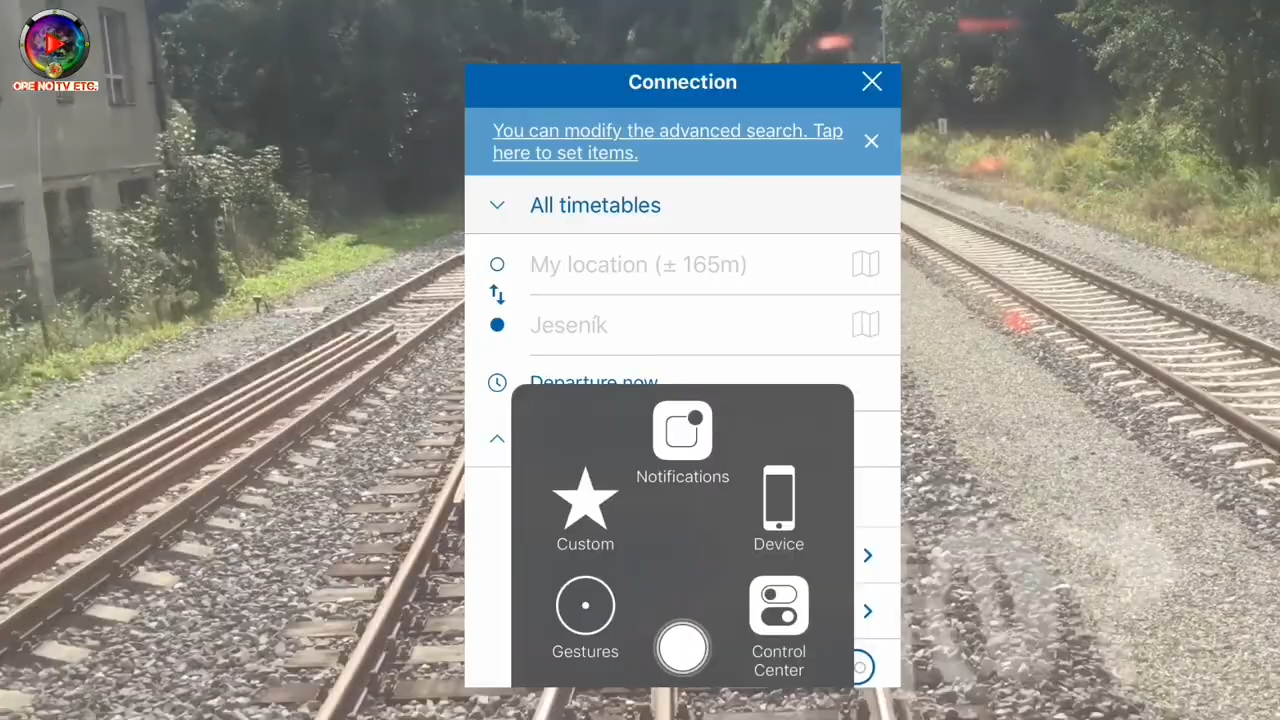 OPE NO TV ETC.
Connection
You can modify the advanced search. Tap
here to set items.
All timetables
My location (± 165m)
Jeseník
Departure now
Notifications
Custom
Device
Gestures
Control
Center